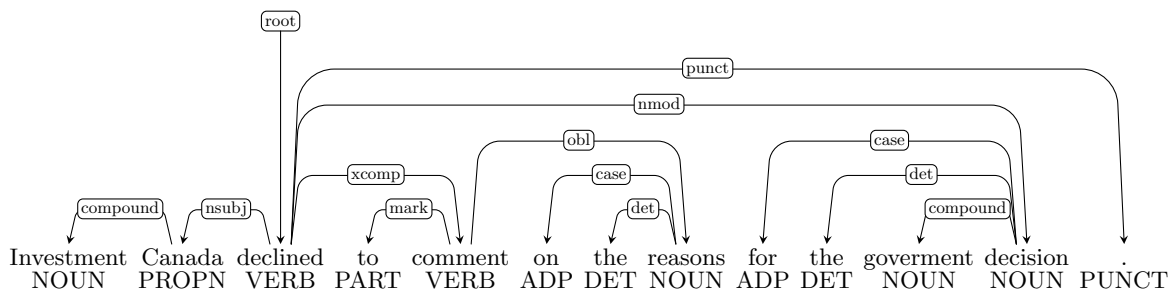 root
punct
nmod
obl case
xcomp case det
compound nsubj mark det compound
Investment Canada declined to comment on the reasons for the goverment decision .
NOUN PROPN VERB PART VERB ADP DET NOUN ADP DET NOUN NOUN PUNCT